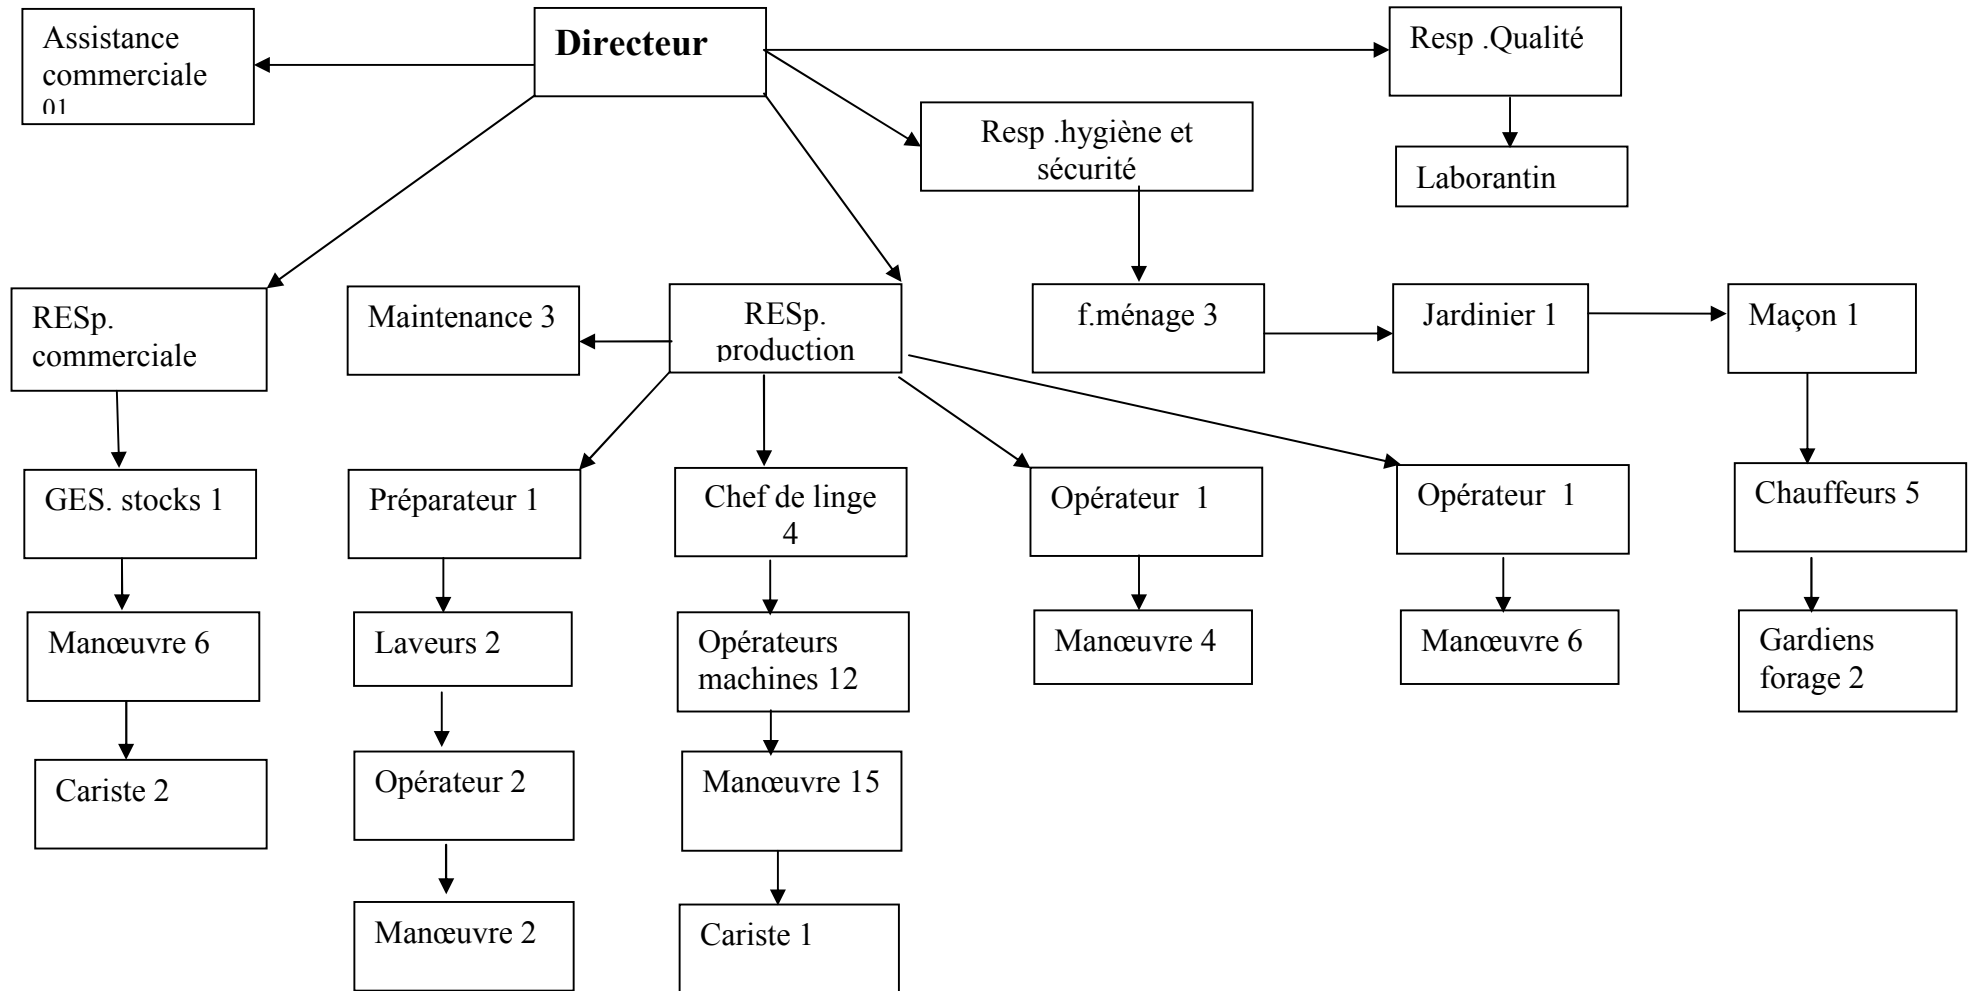 Assistance
commerciale
01
Directeur
Resp .Qualité
Resp .hygiène et
sécurité
Laborantin
RESp.
commerciale
Maintenance 3
RESp.
production
f.ménage 3
Jardinier 1
Maçon 1
GES. stocks 1
Préparateur 1
Chef de linge
4
Opérateur 1
Opérateur 1
Chauffeurs 5
Manœuvre 6
Laveurs 2
Opérateurs
machines 12
Manœuvre 4
Manœuvre 6
Gardiens
forage 2
Cariste 2
Opérateur 2
Manœuvre 15
Manœuvre 2
Cariste 1